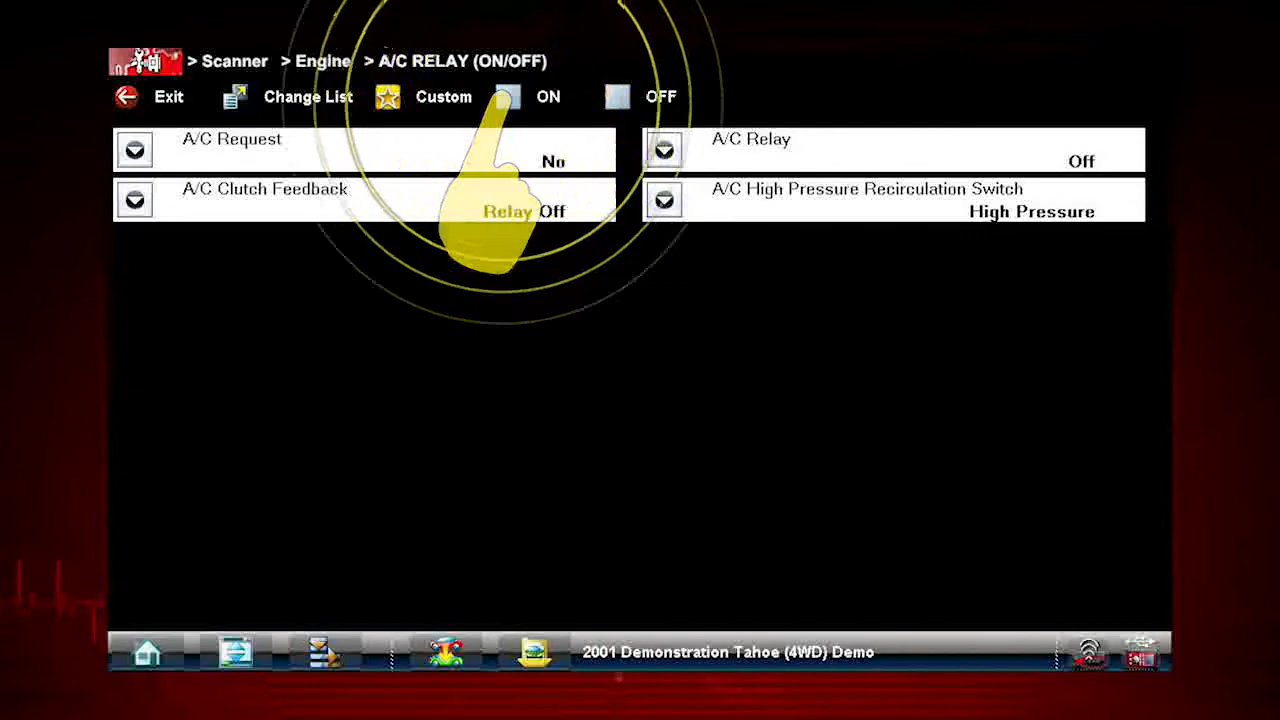 > Scanner > Engine > A/C RELAY (ON/OFF)
Exit Change List Custom ON OFF
A/C Request
No
A/C Relay
Off
A/C Clutch Feedback
Relay Off
A/C High Pressure Recirculation Switch
High Pressure
2001 Demonstration Tahoe (4WD) Demo